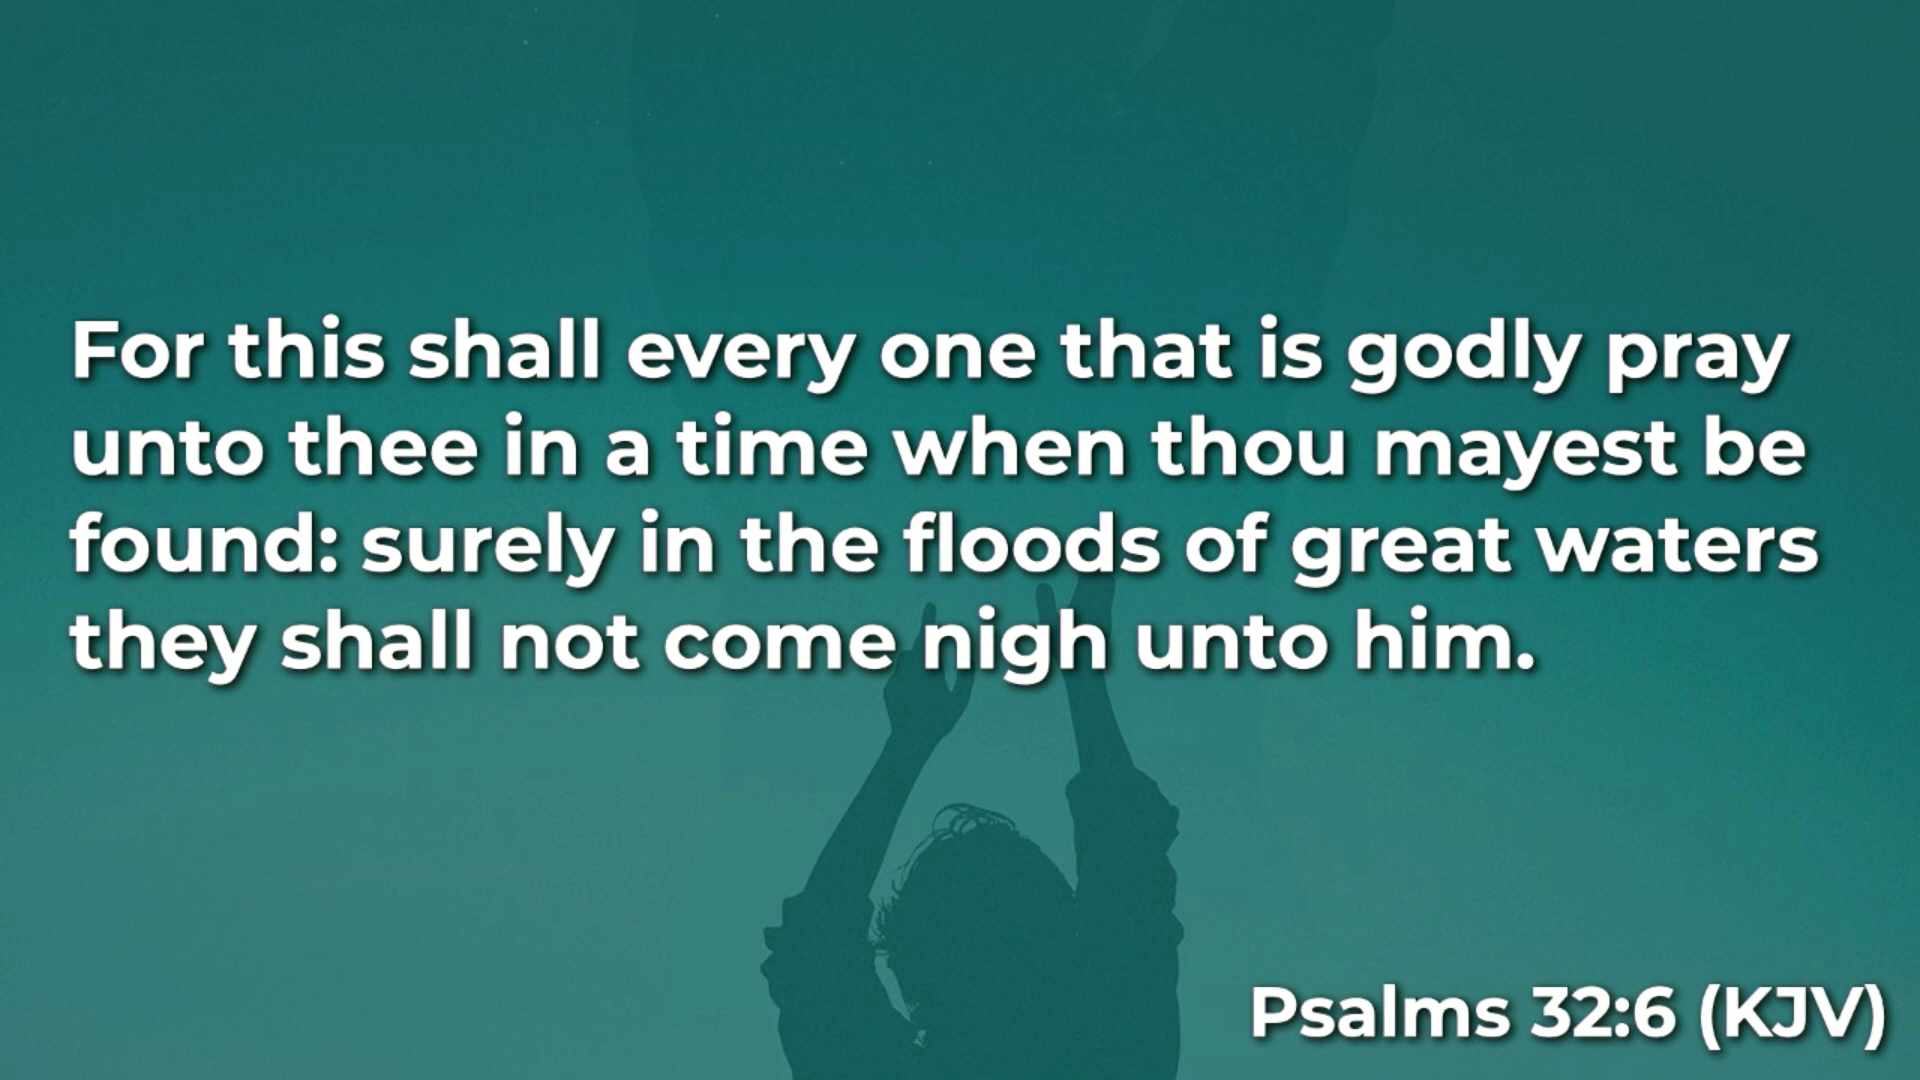 For this shall every one that is godly pray
unto thee in a time when thou mayest be
found: surely in the floods of great waters
they shall not come nigh unto him.
Psalms 32:6 (KJV)